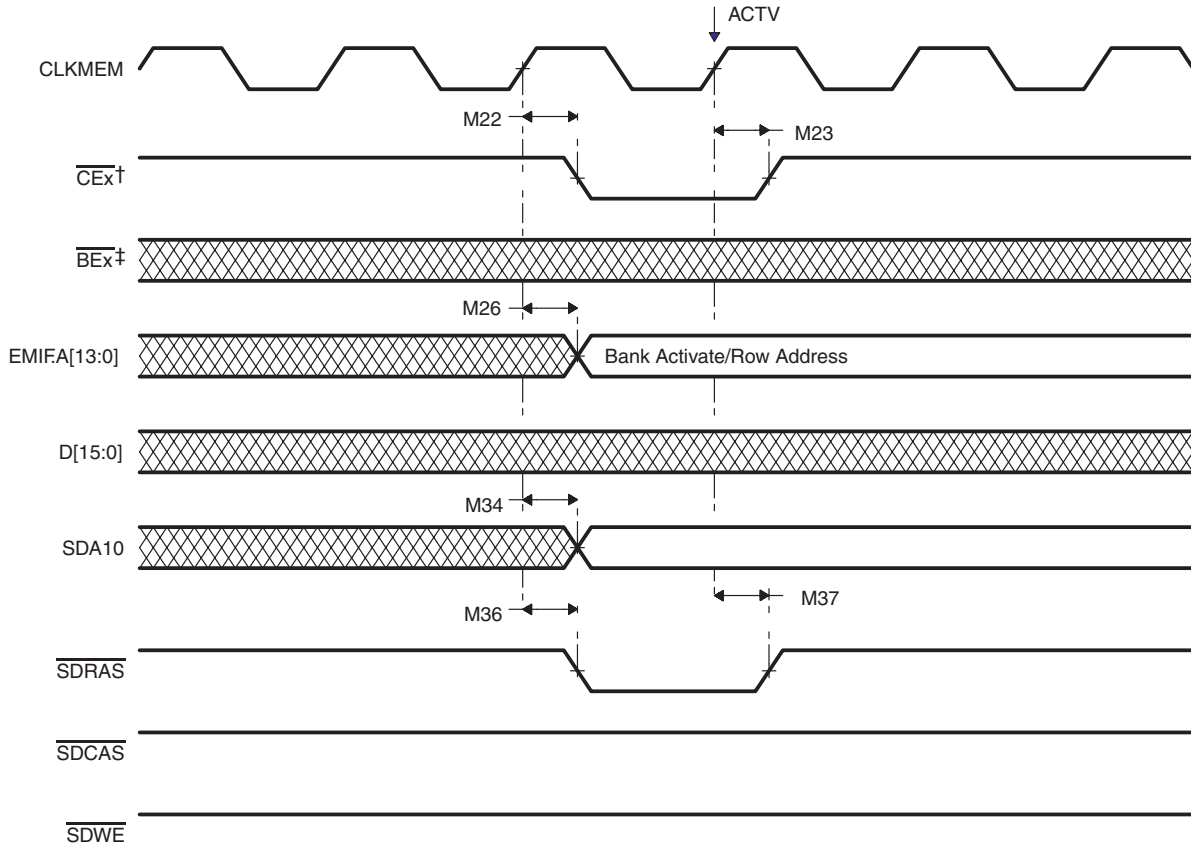 ACTV
CLKMEM
M22
M23
CEx†
BEx‡
M26
EMIF.A[13:0]
Bank Activate/Row Address
D[15:0]
M34
SDA10
M36
M37
SDRAS
SDCAS
SDWE